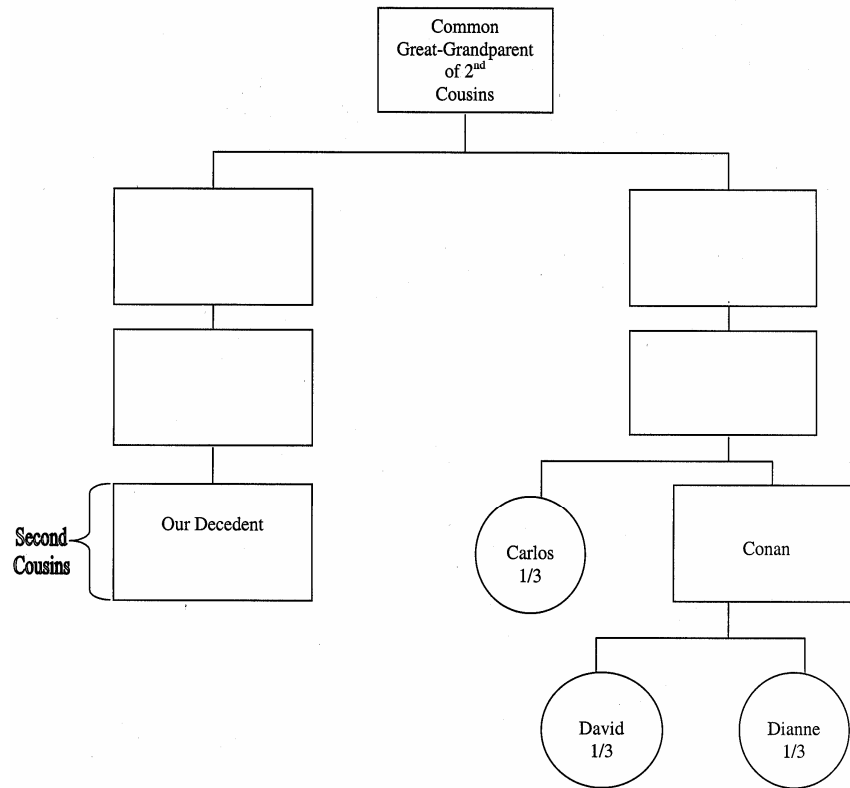 Common
Great-Grandparent
of 2nd
Cousins
Our Decedent
Second
Cousins
Carlos
1/3
Conan
David
1/3
Dianne
1/3